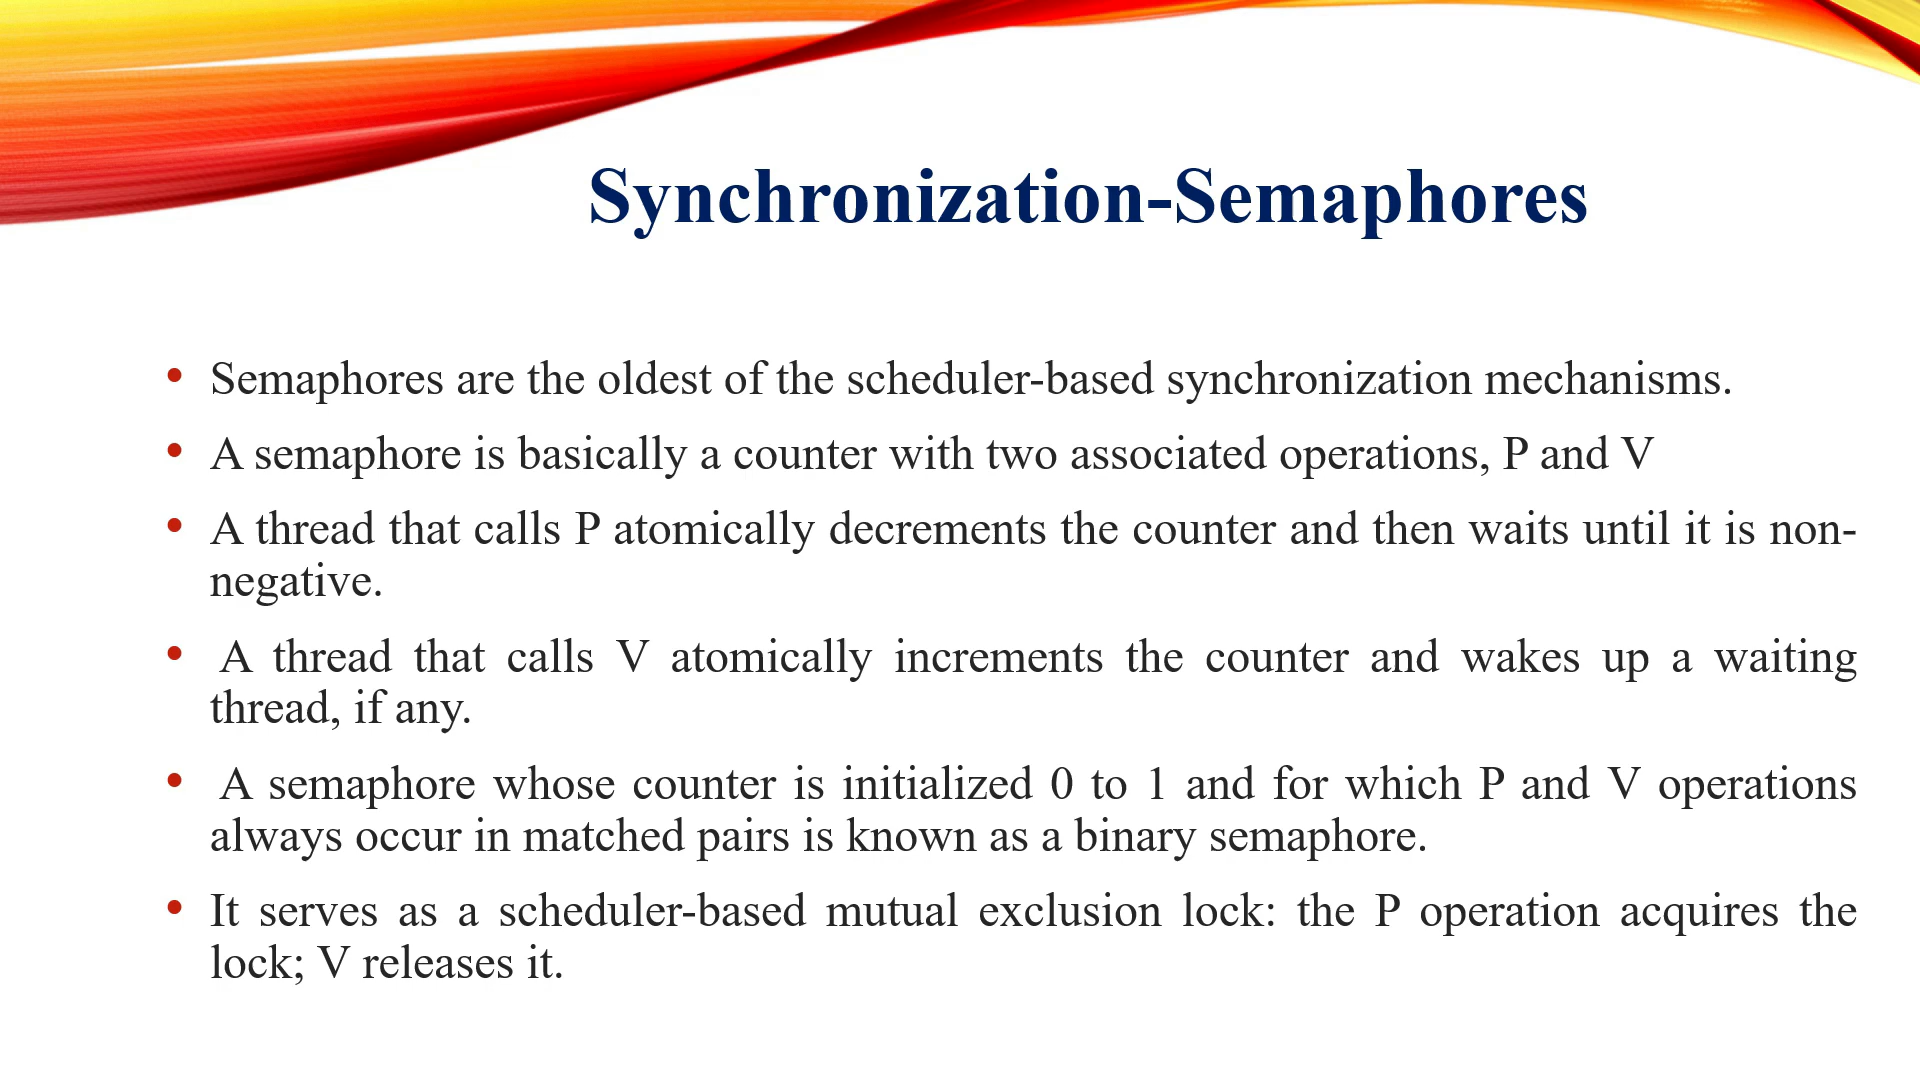 Synchronization-Semaphores
• Semaphores are the oldest of the scheduler-based synchronization mechanisms.
• A semaphore is basically a counter with two associated operations, P and V
• A thread that calls P atomically decrements the counter and then waits until it is non-
negative.
• A thread that calls V atomically increments the counter and wakes up a waiting
thread, if any.
• A semaphore whose counter is initialized 0 to 1 and for which P and V operations
always occur in matched pairs is known as a binary semaphore.
• It serves as a scheduler-based mutual exclusion lock: the P operation acquires the
lock; V releases it.